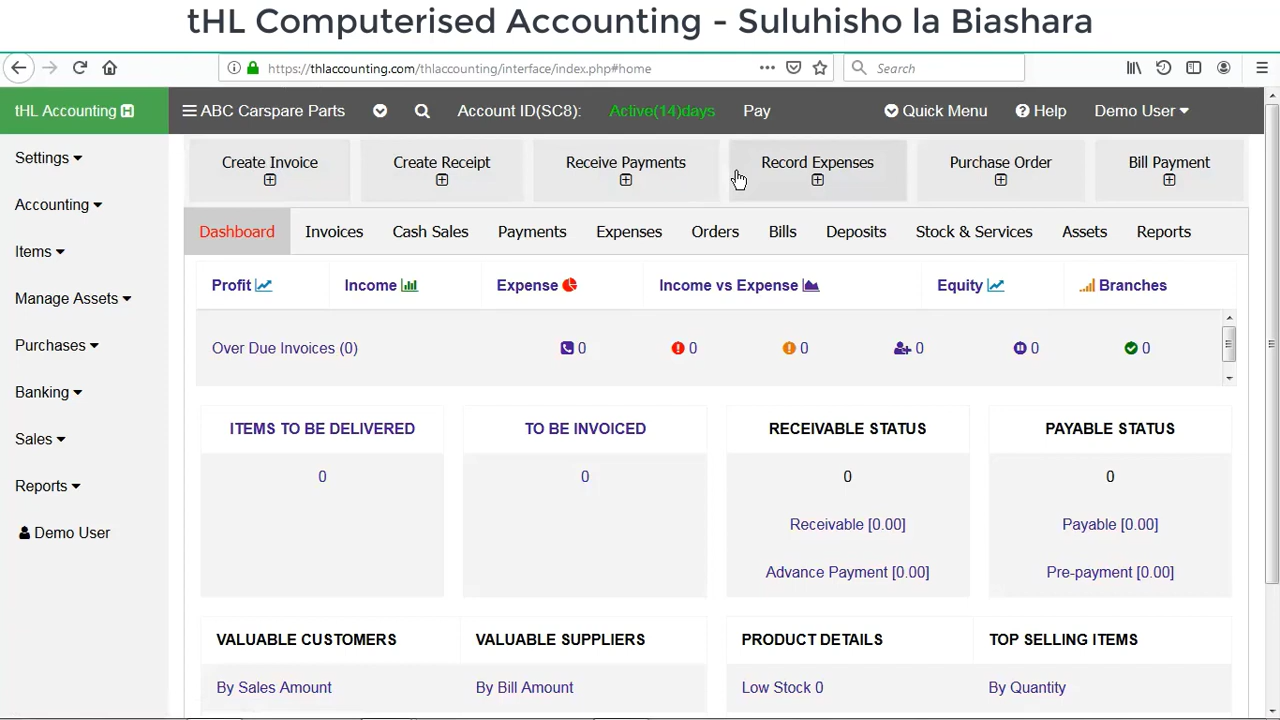 tHL Computerised Accounting - Suluhisho la Biashara
https://thlaccounting.com/thlaccounting/interface/index.php#home
Search
tHL Accounting
ABC Carspare Parts
Account ID(SC8):
Active(14)days
Pay
Quick Menu
Help
Demo User
Settings
Accounting
Items
Manage Assets
Purchases
Banking
Sales
Reports
Demo User
Create Invoice
Create Receipt
Receive Payments
Record Expenses
Purchase Order
Bill Payment
Dashboard
Invoices
Cash Sales
Payments
Expenses
Orders
Bills
Deposits
Stock & Services
Assets
Reports
Profit
Income
Expense
Income vs Expense
Equity
Branches
Over Due Invoices (0)
0
0
0
0
0
0
ITEMS TO BE DELIVERED
0
TO BE INVOICED
0
RECEIVABLE STATUS
0
Receivable [0.00]
Advance Payment [0.00]
PAYABLE STATUS
0
Payable [0.00]
Pre-payment [0.00]
VALUABLE CUSTOMERS
By Sales Amount
VALUABLE SUPPLIERS
By Bill Amount
PRODUCT DETAILS
Low Stock 0
TOP SELLING ITEMS
By Quantity